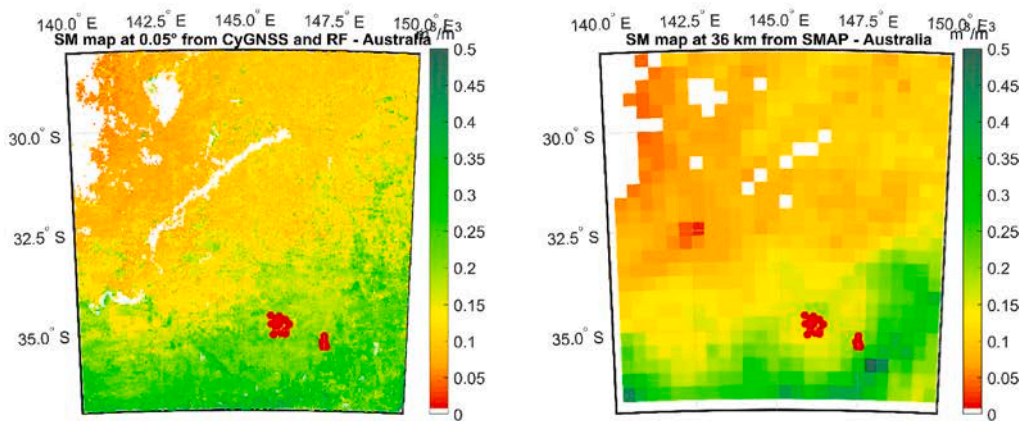 140.0° E 142.5° E 145.0° E 147.5° E 150.0° E
m³/m³
SM map at 0.05° from CyGNSS and RF - Australia
0.5
0.45
0.4
30.0° S
0.35
0.3
0.25
32.5° S
0.2
0.15
0.1
35.0° S
0.05
0
140.0° E 142.5° E 145.0° E 147.5° E 150.0° E
m³/m³
SM map at 36 km from SMAP - Australia
0.5
0.45
0.4
30.0° S
0.35
0.3
0.25
32.5° S
0.2
0.15
0.1
35.0° S
0.05
0